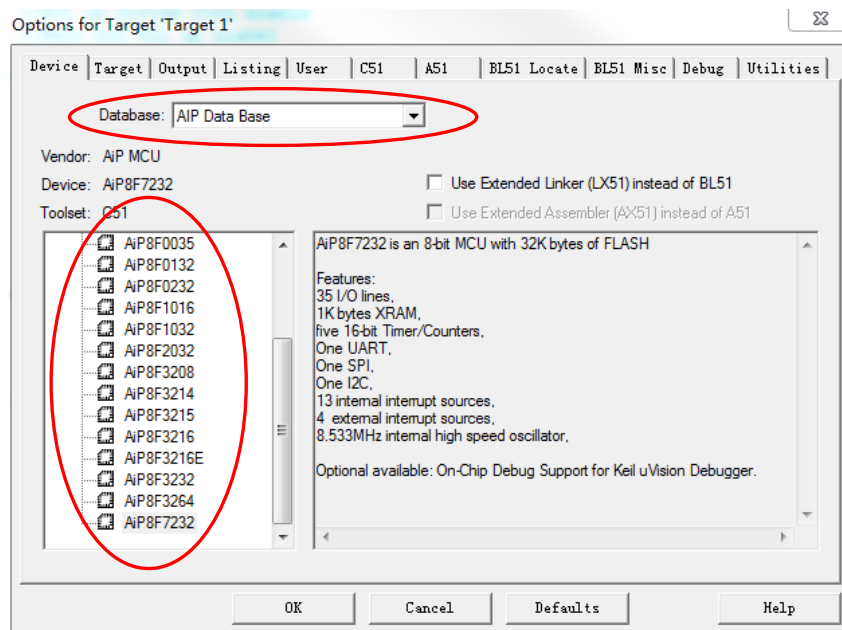 Options for Target 'Target 1'
Device Target Output Listing User C51 A51 BL51 Locate BL51 Misc Debug Utilities
Database: AIP Data Base
Vendor: AiP MCU
Device: AiP8F7232
Use Extended Linker (LX51) instead of BL51
Toolset: C51
Use Extended Assembler (AX51) instead of A51
AiP8F0035
AiP8F0132
AiP8F0232
AiP8F1016
AiP8F1032
AiP8F2032
AiP8F3208
AiP8F3214
AiP8F3215
AiP8F3216
AiP8F3216E
AiP8F3232
AiP8F3264
AiP8F7232
AiP8F7232 is an 8-bit MCU with 32K bytes of FLASH
Features:
35 I/O lines,
1K bytes XRAM,
five 16-bit Timer/Counters,
One UART,
One SPI,
One I2C,
13 internal interrupt sources,
4 external interrupt sources,
8.533MHz internal high speed oscillator,
Optional available: On-Chip Debug Support for Keil uVision Debugger.
OK Cancel Defaults Help